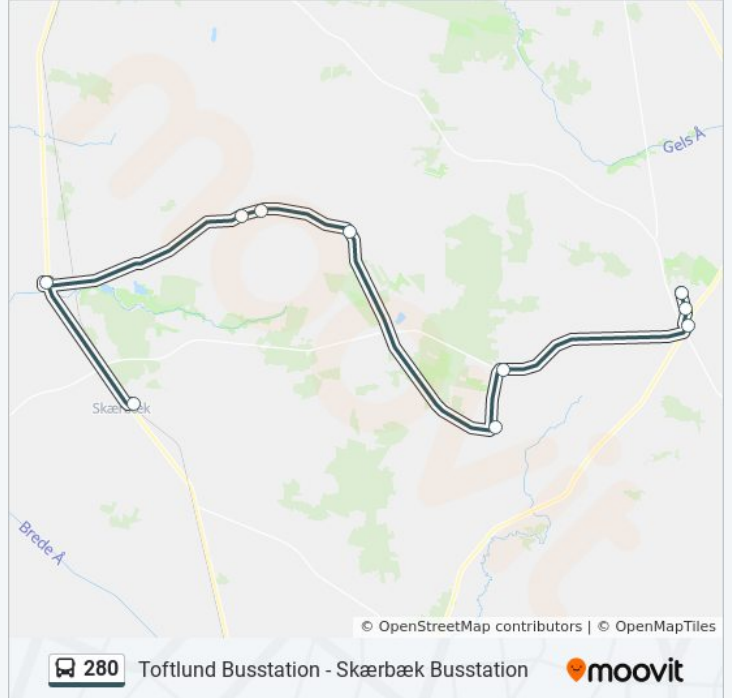 Gels Å
Skærbæk
Brede Å
© OpenStreetMap contributors | © OpenMapTiles
280 Toftlund Busstation - Skærbæk Busstation moovit